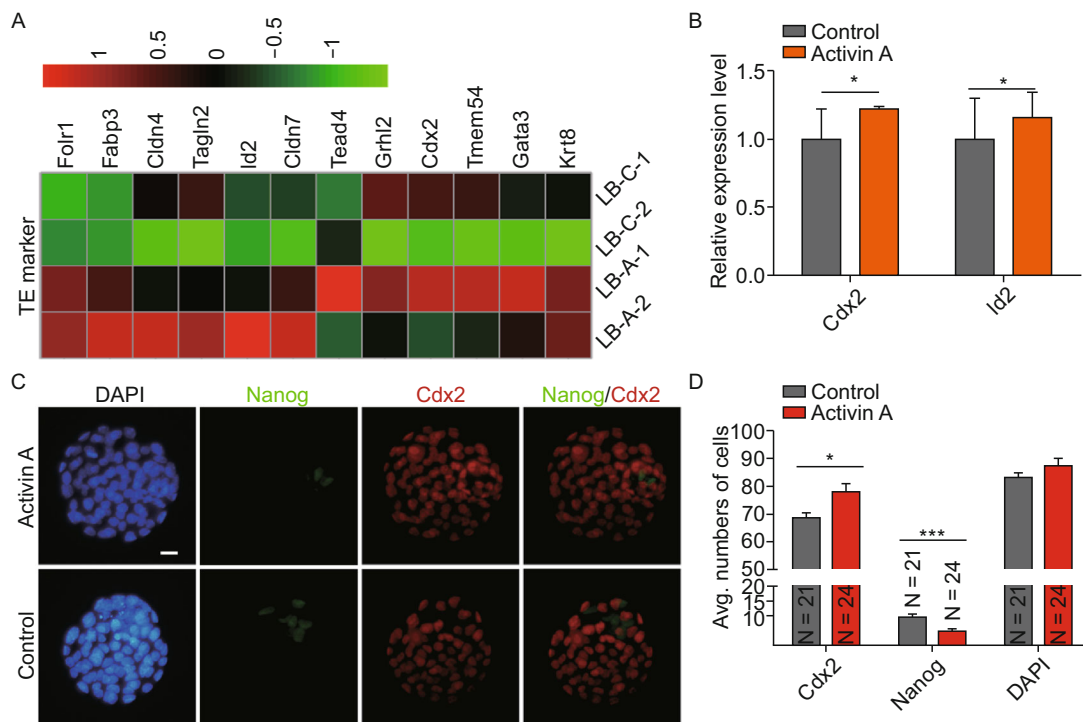 A
1 0.5 0 −0.5 −1
Folr1 Fabp3 Cldn4 Tagln2 Id2 Cldn7 Tead4 Grhl2 Cdx2 Tmem54 Gata3 Krt8
TE marker
LB-C-1
LB-C-2
LB-A-1
LB-A-2
B
Control
Activin A
Relative expression level
1.5
1.0
0.5
0.0
* *
Cdx2 Id2
C
DAPI Nanog Cdx2 Nanog/Cdx2
Activin A
Control
D
Control
Activin A
Avg. numbers of cells
90
80
70
60
50
20
10
* ***
N = 21 N = 24 N = 21 N = 24 N = 21 N = 24
Cdx2 Nanog DAPI